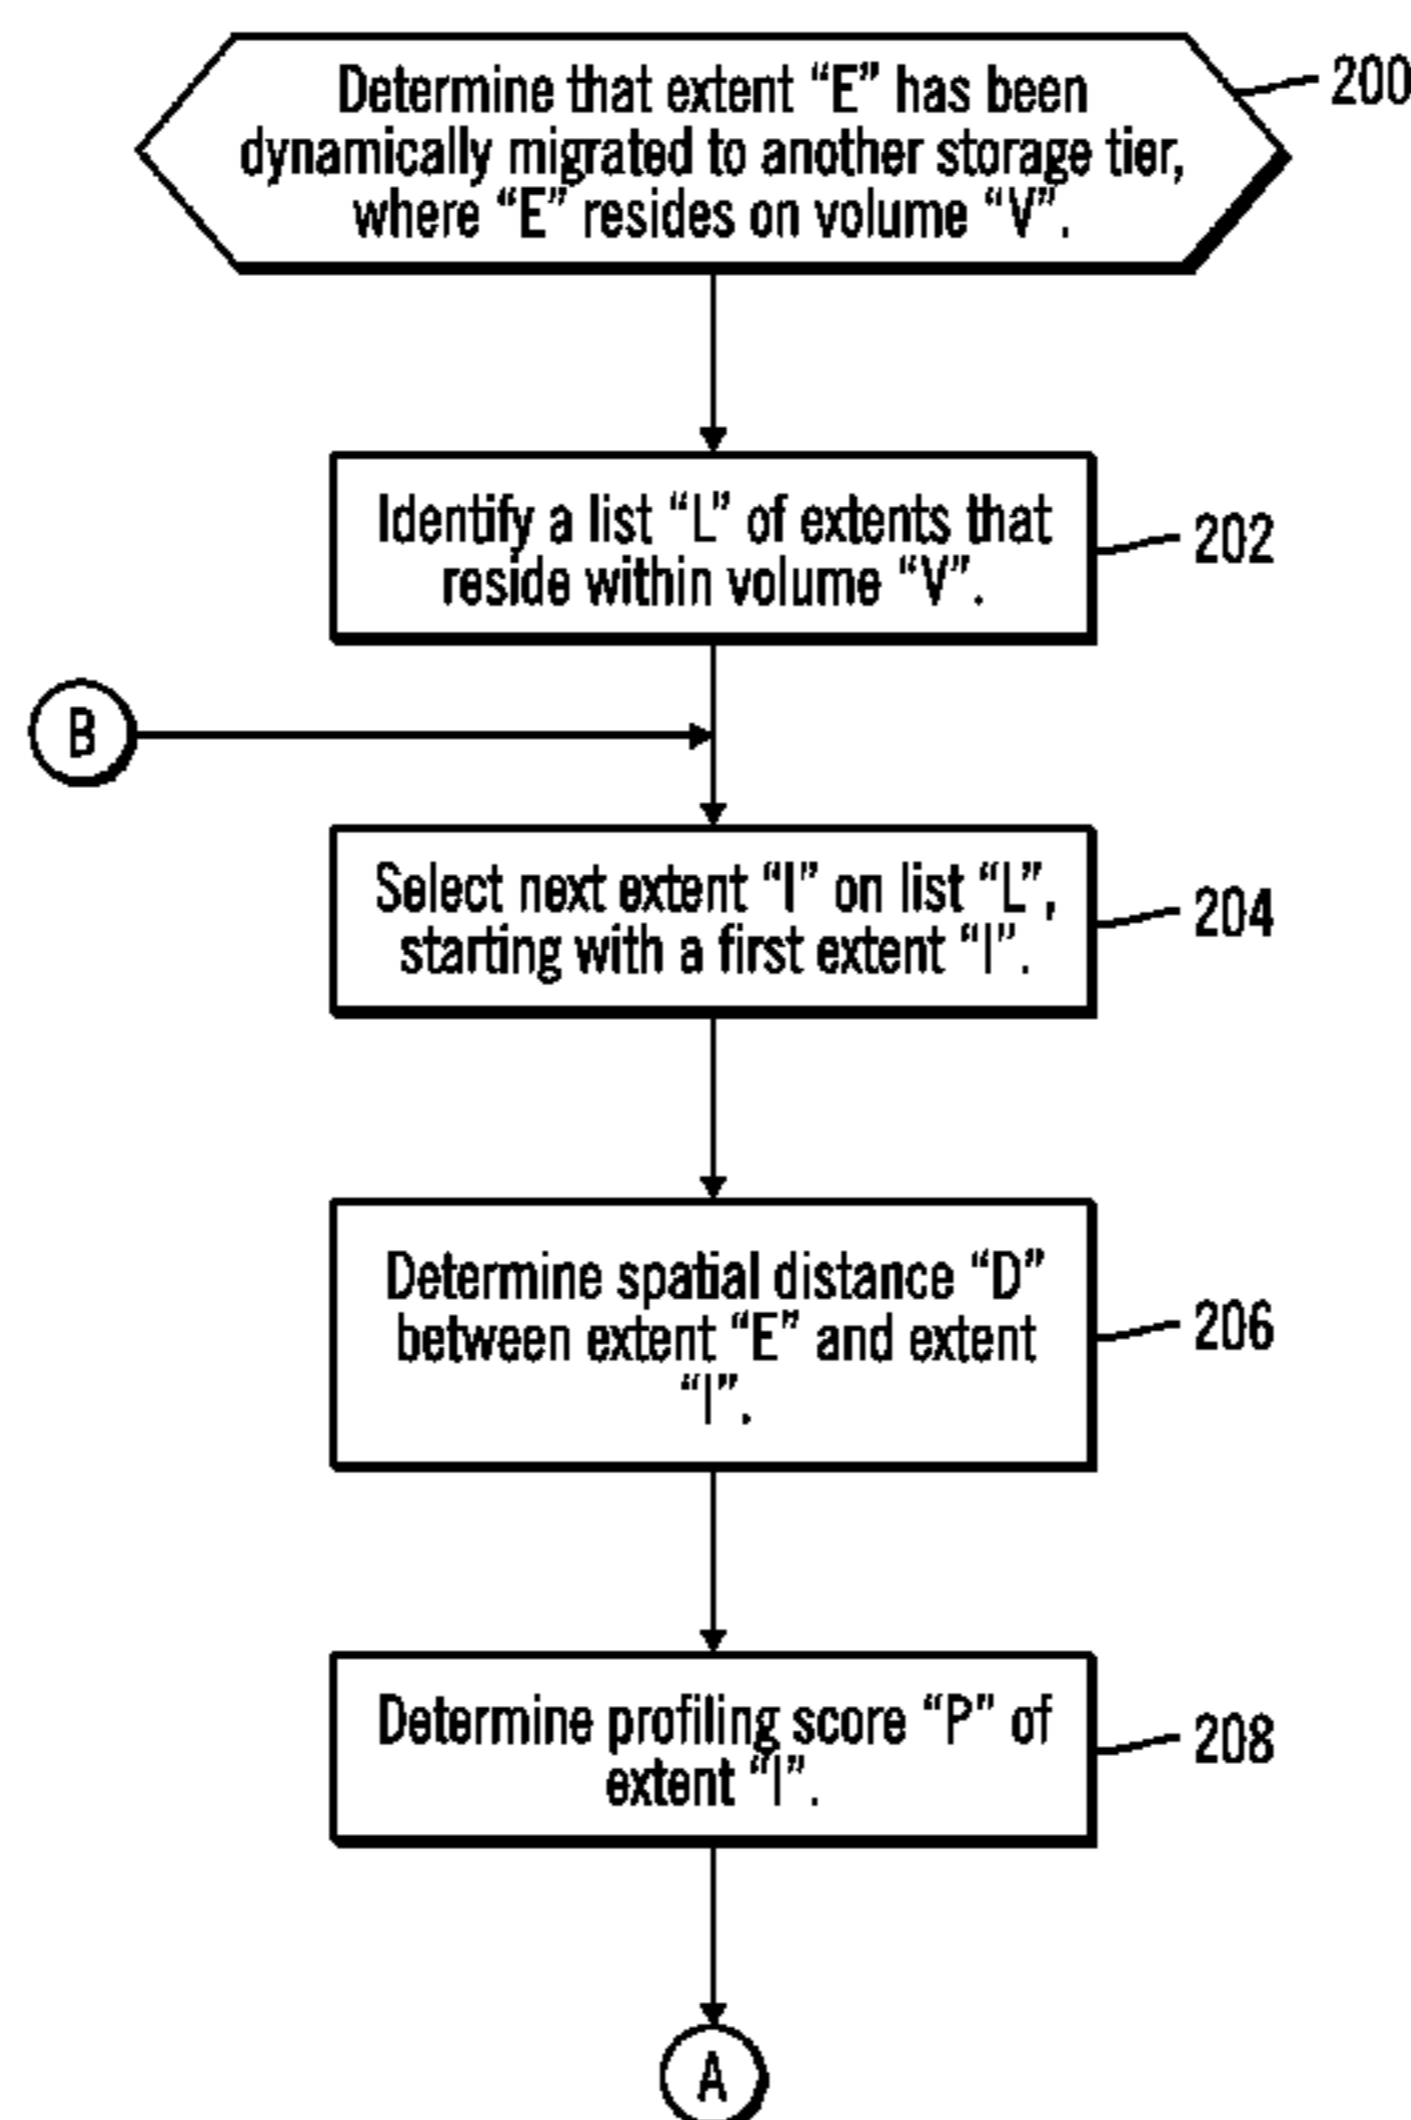 Determine that extent “E” has been
dynamically migrated to another storage tier,
where “E” resides on volume “V”.
200
Identify a list “L” of extents that
reside within volume “V”.
202
B
Select next extent “I” on list “L”,
starting with a first extent “I”.
204
Determine spatial distance “D”
between extent “E” and extent
“I”.
206
Determine profiling score “P” of
extent “I”.
208
A